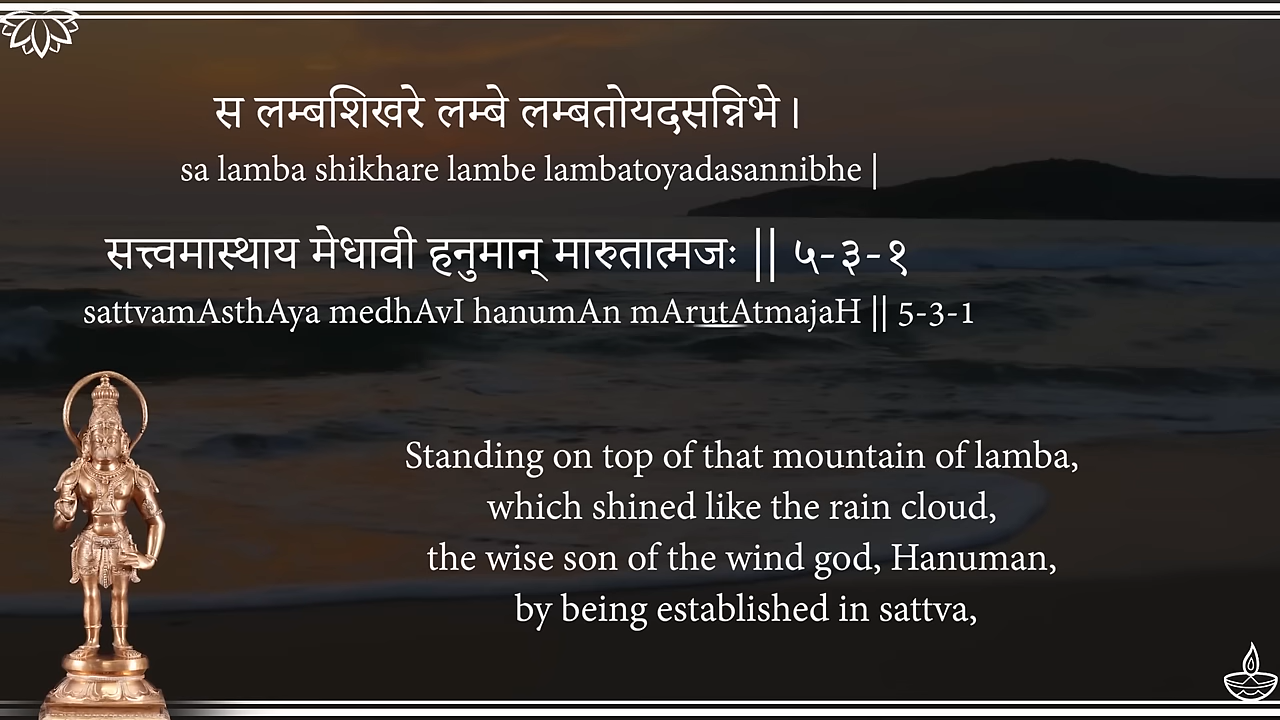 स लम्बशिखरे लम्बे लम्बतोयदसन्निभे ।
sa lamba shikhare lambe lambatoyadasannibhe |
सत्त्वमास्थाय मेधावी हनुमान् मारुतात्मजः || ५-३-१
sattvamAsthAya medhAvI hanumAn mArutAtmajaH || 5-3-1
Standing on top of that mountain of lamba,
which shined like the rain cloud,
the wise son of the wind god, Hanuman,
by being established in sattva,